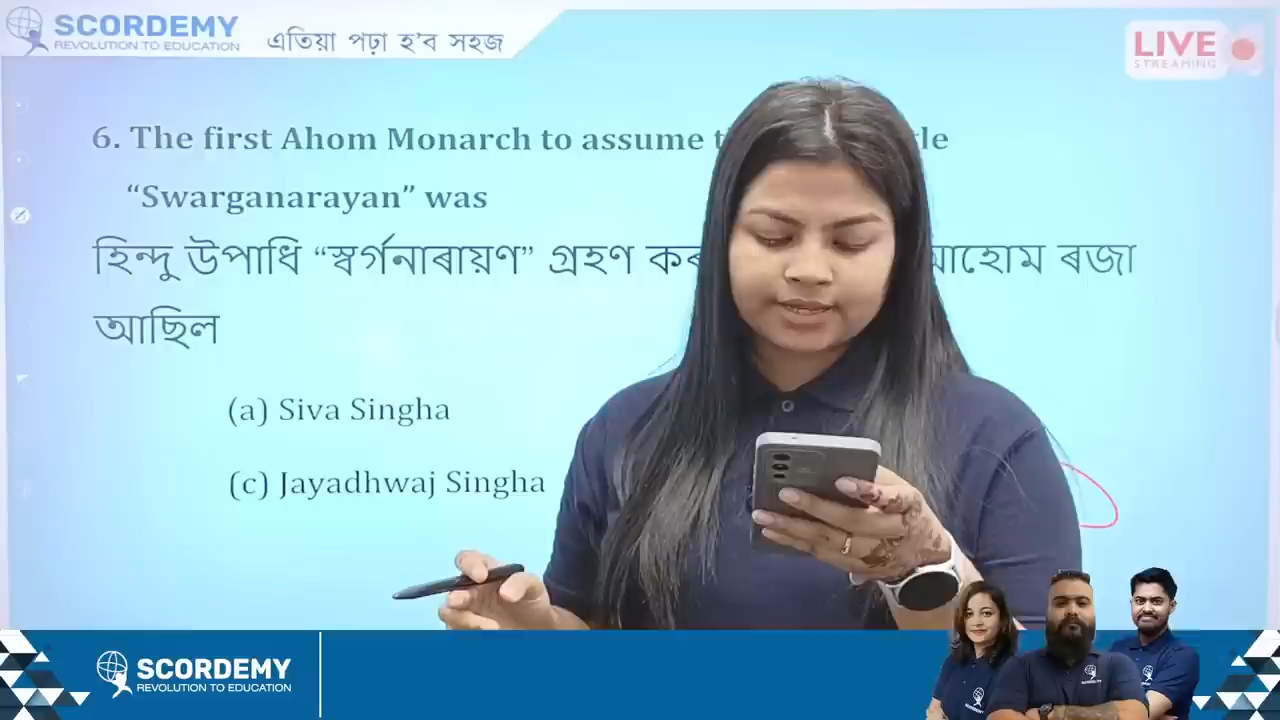 SCORDEMY
REVOLUTION TO EDUCATION
এতিয়া পঢ়া হ'ব সহজ
LIVE
STREAMING
6. The first Ahom Monarch to assume
“Swarganarayan” was
হিন্দু উপাধি “স্বৰ্গনাৰায়ণ” গ্ৰহণ আহোম ৰজা
আছিল
(a) Siva Singha
(c) Jayadhwaj Singha
SCORDEMY
REVOLUTION TO EDUCATION
SCORDEMY